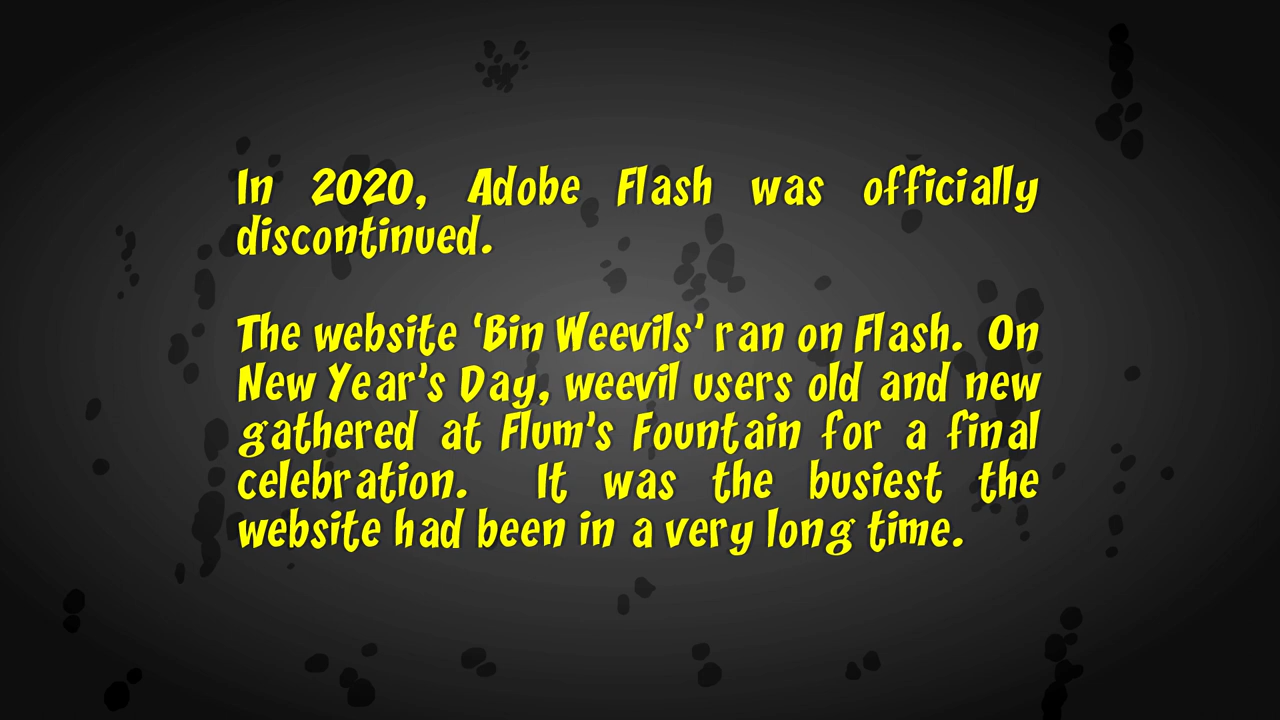 In 2020, Adobe Flash was officially
discontinued.
The website ‘Bin Weevils’ ran on Flash. On
New Year’s Day, weevil users old and new
gathered at Flum’s Fountain for a final
celebration. It was the busiest the
website had been in a very long time.